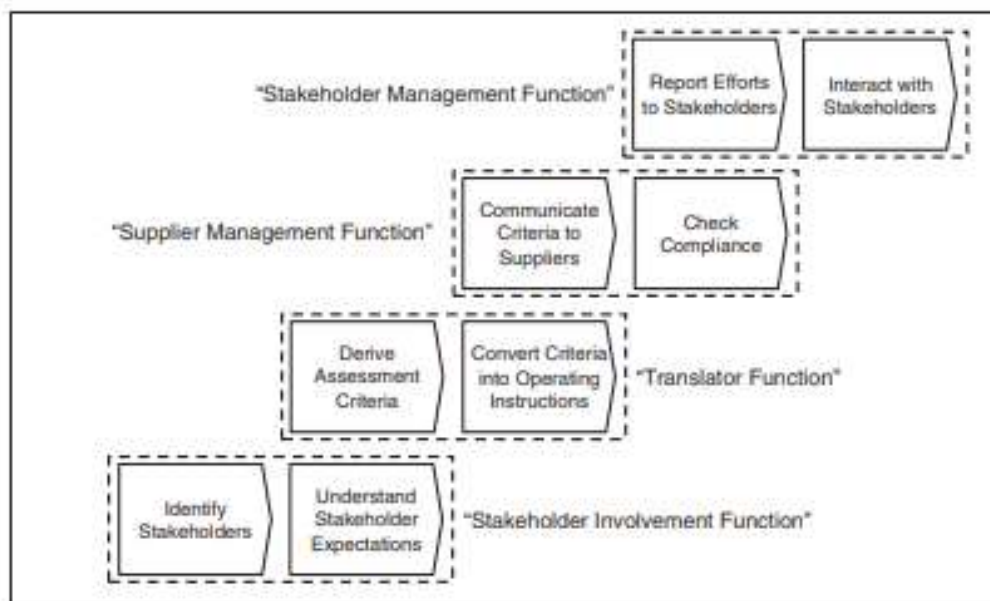 "Stakeholder Management Function"
Report Efforts
to Stakeholders
Interact with
Stakeholders
"Supplier Management Function"
Communicate
Criteria to
Suppliers
Check
Compliance
Derive
Assessment
Criteria
Convert Criteria
into Operating
Instructions
"Translator Function"
Identify
Stakeholders
Understand
Stakeholder
Expectations
"Stakeholder Involvement Function"